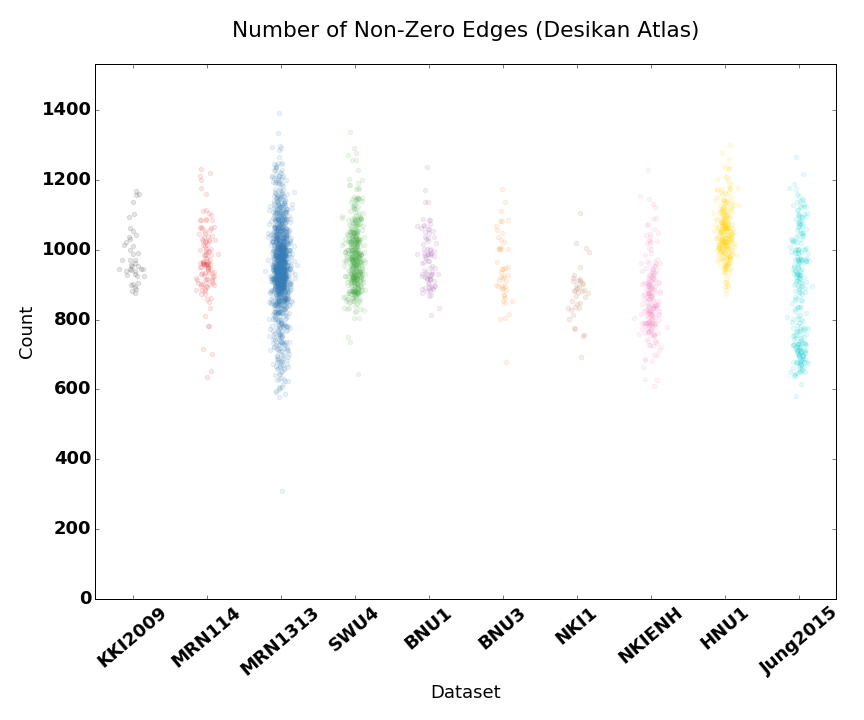 Number of Non-Zero Edges (Desikan Atlas)
1400
1200
1000
800
600
400
200
0
Count
KKI2009
MRN114
MRN1313
SWU4
BNU1
BNU3
NKI1
NKIENH
HNU1
Jung2015
Dataset